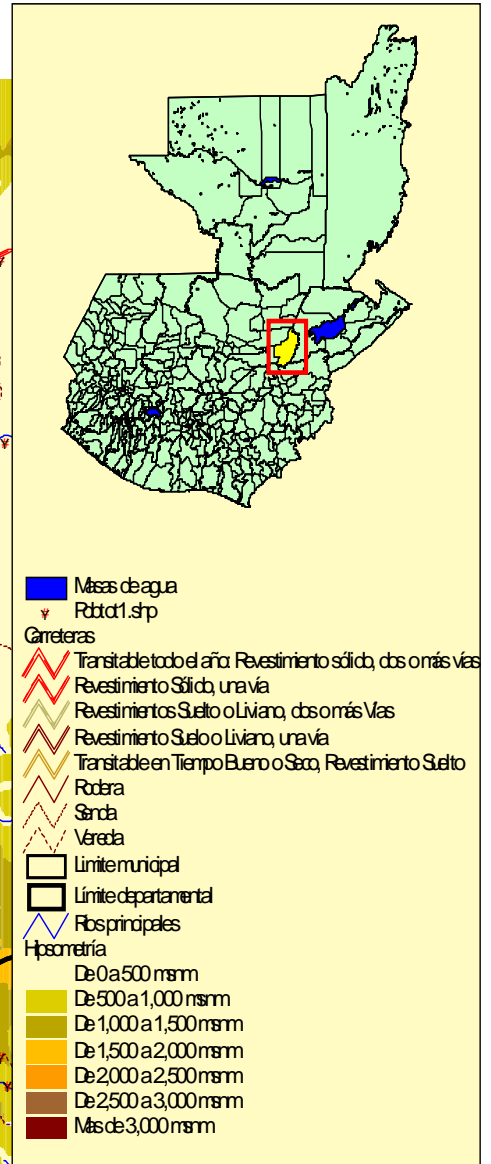 Masas de agua
Pobtot1.shp
Carreteras
Transitable todo el año: Revestimiento sólido, dos o más vías
Revestimiento Sólido, una vía
Revestimientos Suelto o Liviano, dos o más Vías
Revestimiento Suelo o Liviano, una vía
Transitable en Tiempo Bueno o Seco, Revestimiento Suelto
Rodera
Senda
Vereda
Limite municipal
Límite departamental
Ríos principales
Hipsometría
De 0 a 500 msnm
De 500 a 1,000 msnm
De 1,000 a 1,500 msnm
De 1,500 a 2,000 msnm
De 2,000 a 2,500 msnm
De 2,500 a 3,000 msnm
Mas de 3,000 msnm